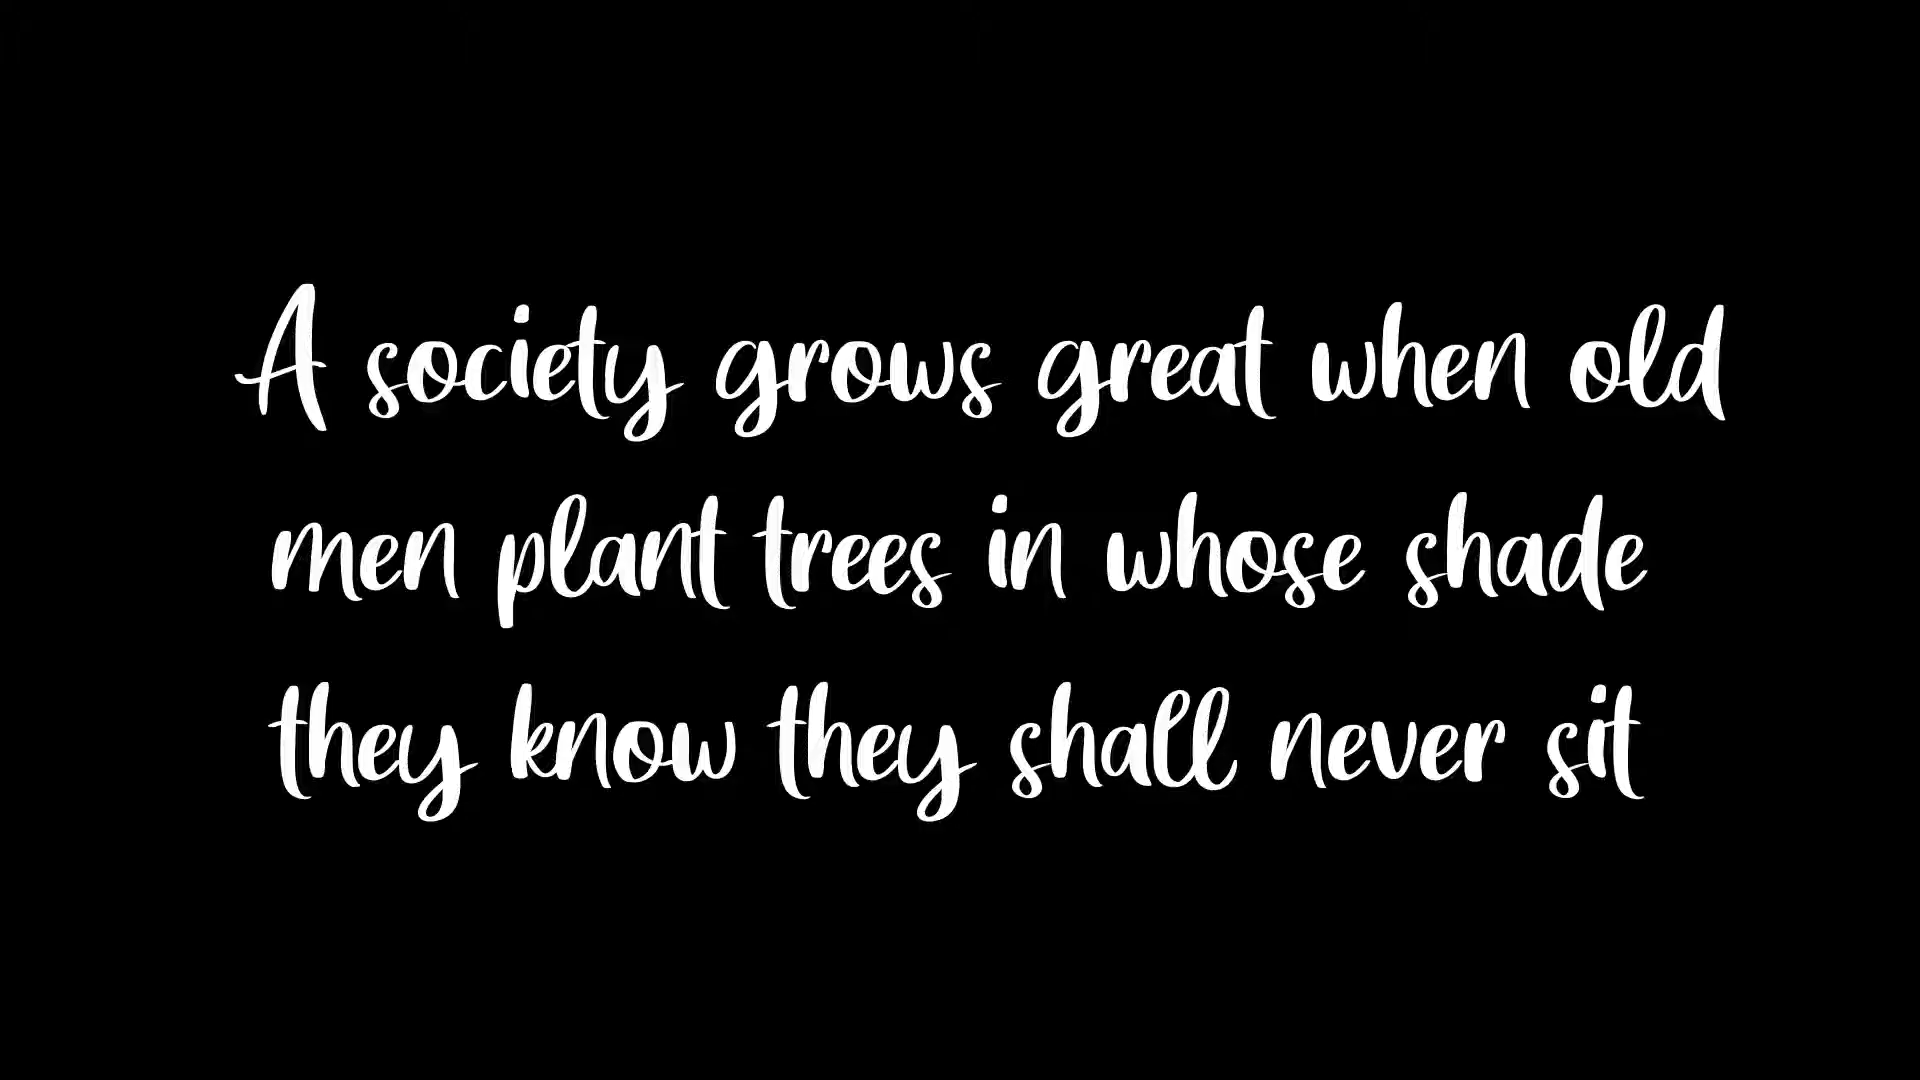 A society grows great when old
men plant trees in whose shade
they know they shall never sit